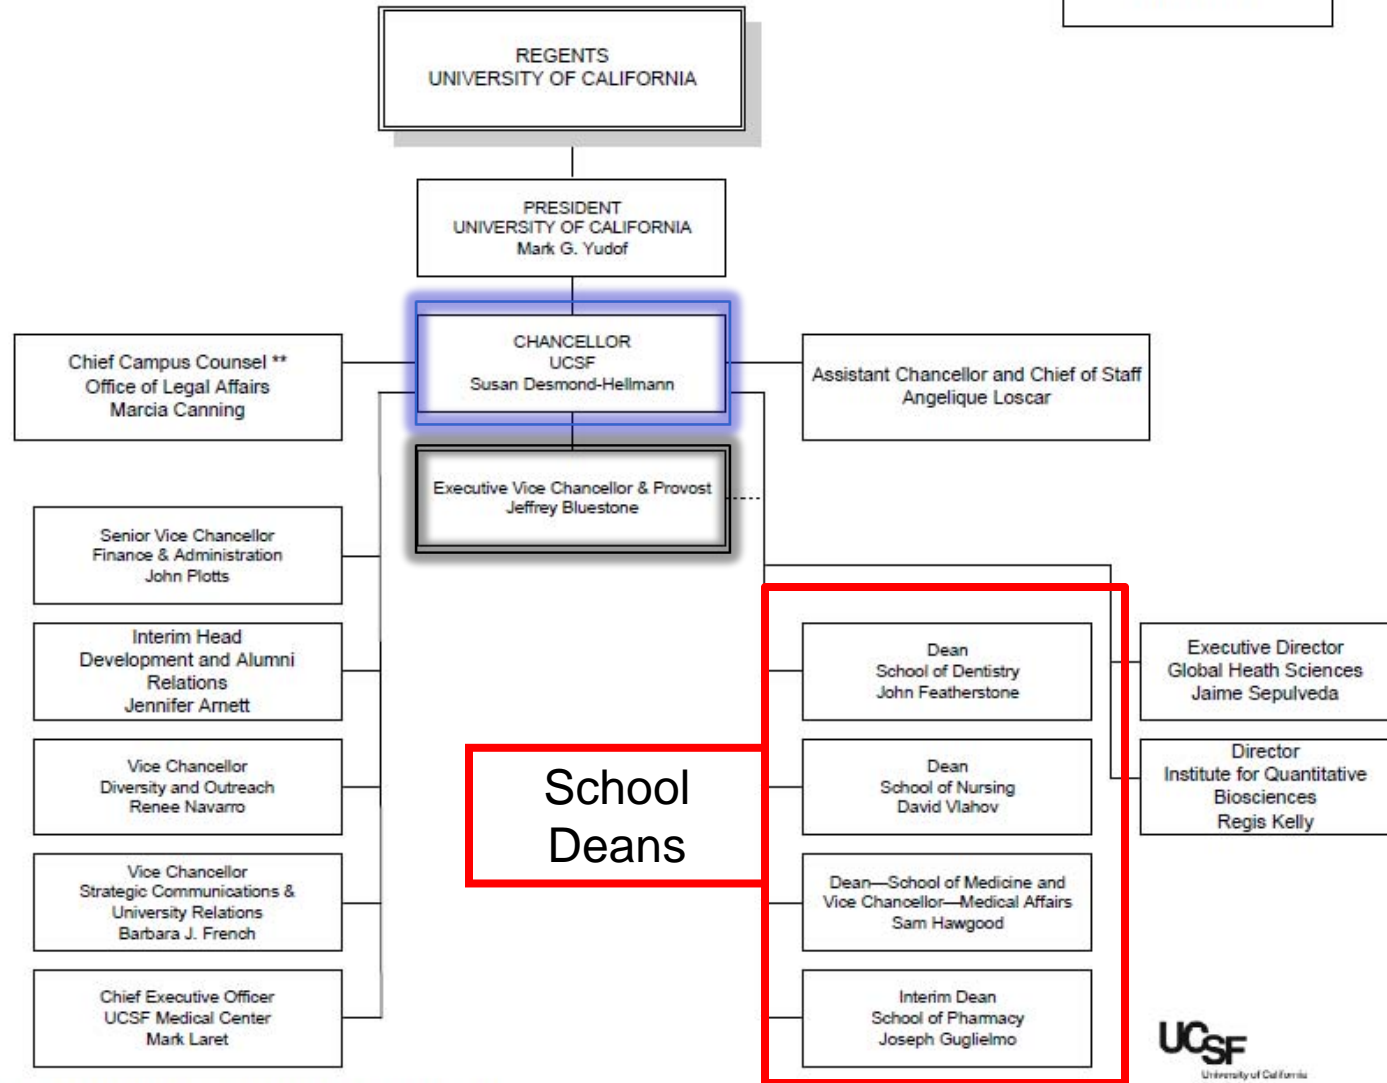 REGENTS
UNIVERSITY OF CALIFORNIA
PRESIDENT
UNIVERSITY OF CALIFORNIA
Mark G. Yudof
CHANCELLOR
UCSF
Susan Desmond-Hellmann
Chief Campus Counsel **
Office of Legal Affairs
Marcia Canning
Assistant Chancellor and Chief of Staff
Angelique Loscar
Executive Vice Chancellor & Provost
Jeffrey Bluestone
Senior Vice Chancellor
Finance & Administration
John Plotts
Interim Head
Development and Alumni
Relations
Jennifer Arnett
Vice Chancellor
Diversity and Outreach
Renee Navarro
Vice Chancellor
Strategic Communications &
University Relations
Barbara J. French
Chief Executive Officer
UCSF Medical Center
Mark Laret
School
Deans
Dean
School of Dentistry
John Featherstone
Dean
School of Nursing
David Vlahov
Dean—School of Medicine and
Vice Chancellor—Medical Affairs
Sam Hawgood
Interim Dean
School of Pharmacy
Joseph Guglielmo
Executive Director
Global Heath Sciences
Jaime Sepulveda
Director
Institute for Quantitative
Biosciences
Regis Kelly
UCSF
University of California